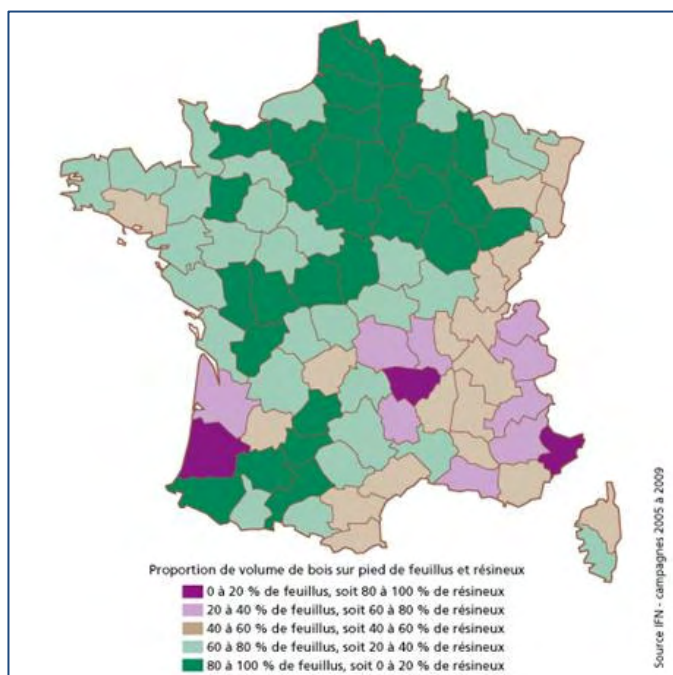 Proportion de volume de bois sur pied de feuillus et résineux
0 à 20 % de feuillus, soit 80 à 100 % de résineux
20 à 40 % de feuillus, soit 60 à 80 % de résineux
40 à 60 % de feuillus, soit 40 à 60 % de résineux
60 à 80 % de feuillus, soit 20 à 40 % de résineux
80 à 100 % de feuillus, soit 0 à 20 % de résineux
Source IFN - campagnes 2005 à 2009